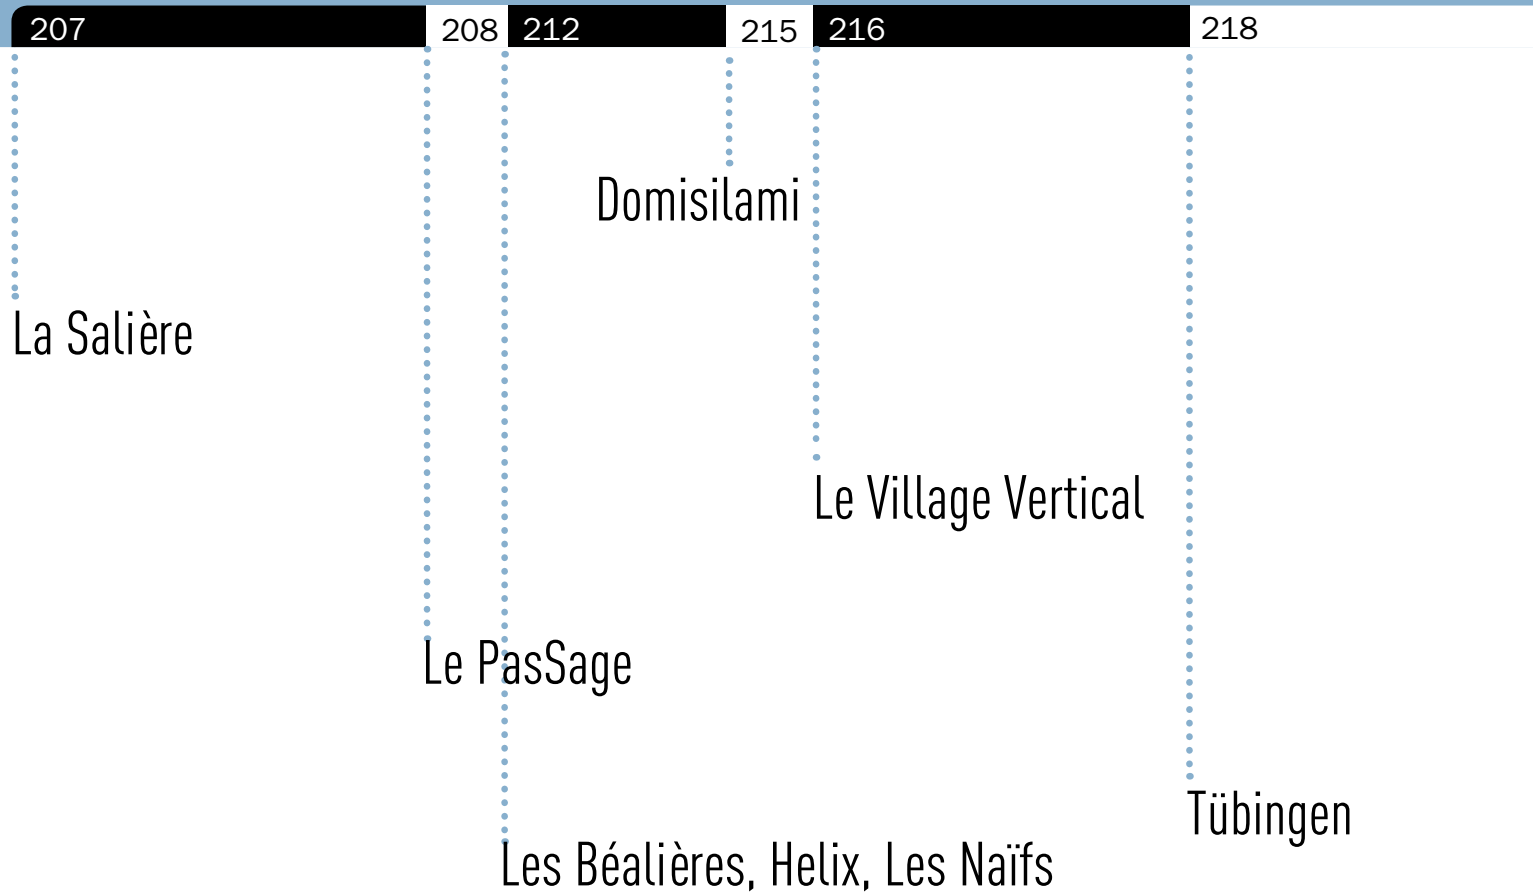 207 208 212 215 216 218
Domisilami
La Salière
Le Village Vertical
Le PasSage
Tübingen
Les Béalières, Helix, Les Naïfs